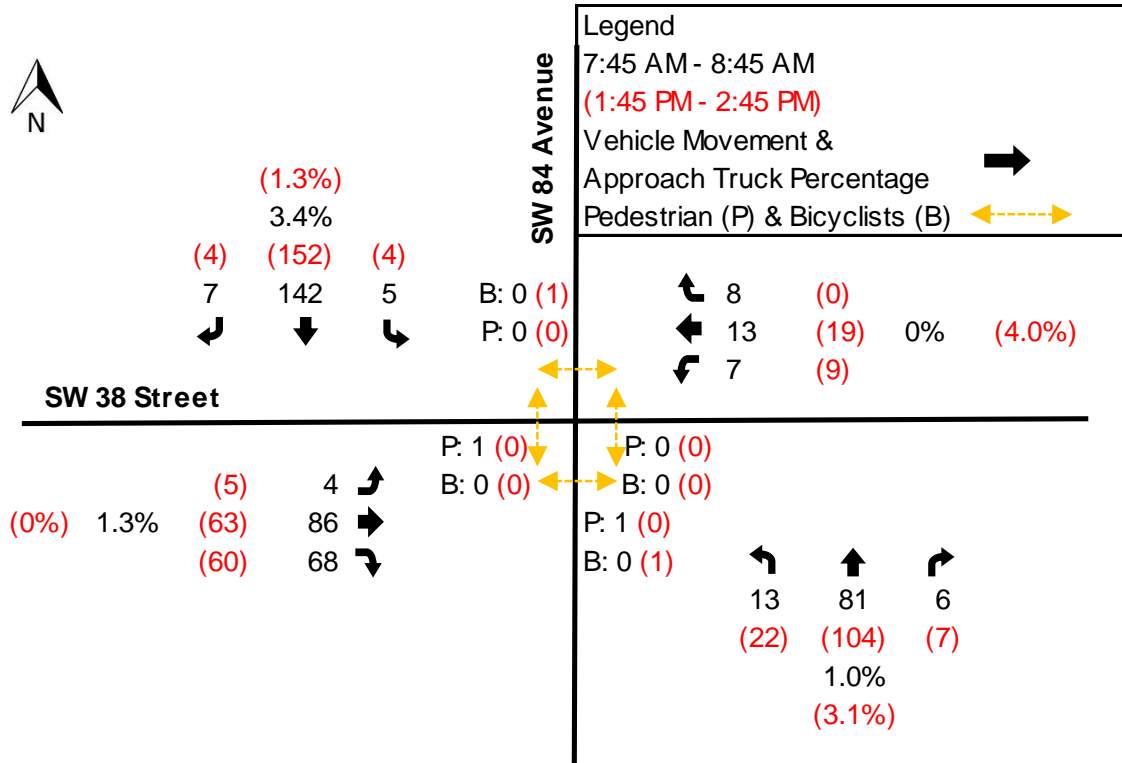 Legend
7:45 AM - 8:45 AM
(1:45 PM - 2:45 PM)
Vehicle Movement &
Approach Truck Percentage
Pedestrian (P) & Bicyclists (B)
N
SW 84 Avenue
(1.3%)
3.4%
(4) (152) (4)
7 142 5
B: 0 (1)
P: 0 (0)
8 (0)
13 (19) 0% (4.0%)
7 (9)
SW 38 Street
P: 1 (0)
B: 0 (0)
P: 0 (0)
B: 0 (0)
(5) 4
(0%) 1.3% (63) 86
(60) 68
P: 1 (0)
B: 0 (1)
13 81 6
(22) (104) (7)
1.0%
(3.1%)